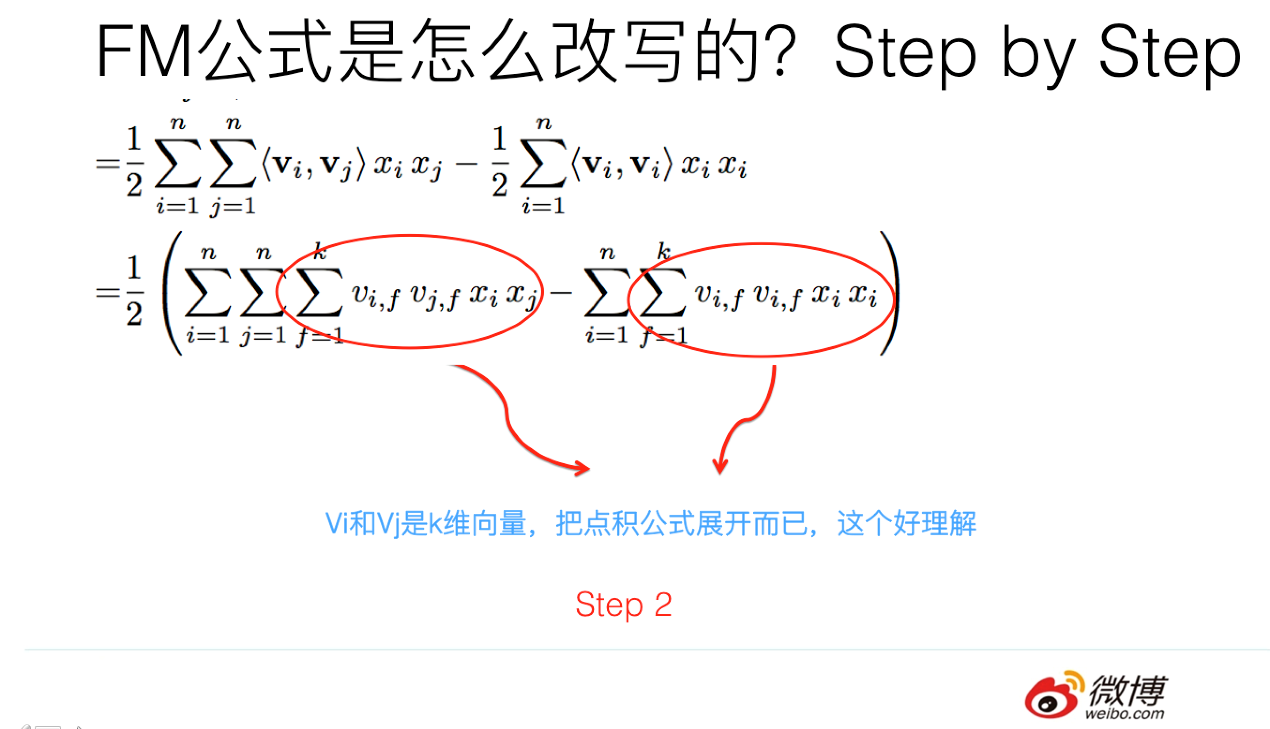 FM公式是怎么改写的？Step by Step
=\frac{1}{2}\sum_{i=1}^{n}\sum_{j=1}^{n}\langle \mathbf{v}_i, \mathbf{v}_j\rangle x_i x_j - \frac{1}{2}\sum_{i=1}^{n}\langle \mathbf{v}_i, \mathbf{v}_i\rangle x_i x_i
=\frac{1}{2}\left(\sum_{i=1}^{n}\sum_{j=1}^{n}\sum_{f=1}^{k} v_{i,f} v_{j,f} x_i x_j - \sum_{i=1}^{n}\sum_{f=1}^{k} v_{i,f} v_{i,f} x_i x_i\right)
Vi和Vj是k维向量，把点积公式展开而已，这个好理解
Step 2
微博
weibo.com